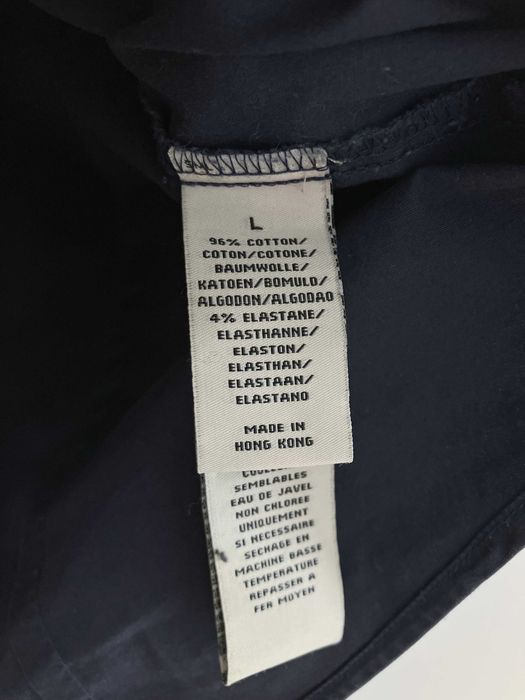 L
96% COTTON/
COTON/COTONE/
BAUMWOLLE/
KATOEN/BOMULD/
ALGODON/ALGODAO
4% ELASTANE/
ELASTHANNE/
ELASTON/
ELASTHAN/
ELASTAAN/
ELASTANO
MADE IN
HONG KONG
SEMBLABLES
EAU DE JAVEL
NON CHLOREE
UNIQUEMENT
SI NECESSAIRE
SECHAGE EN
MACHINE BASSE
TEMPERATURE
REPASSER A
FER MOYEN